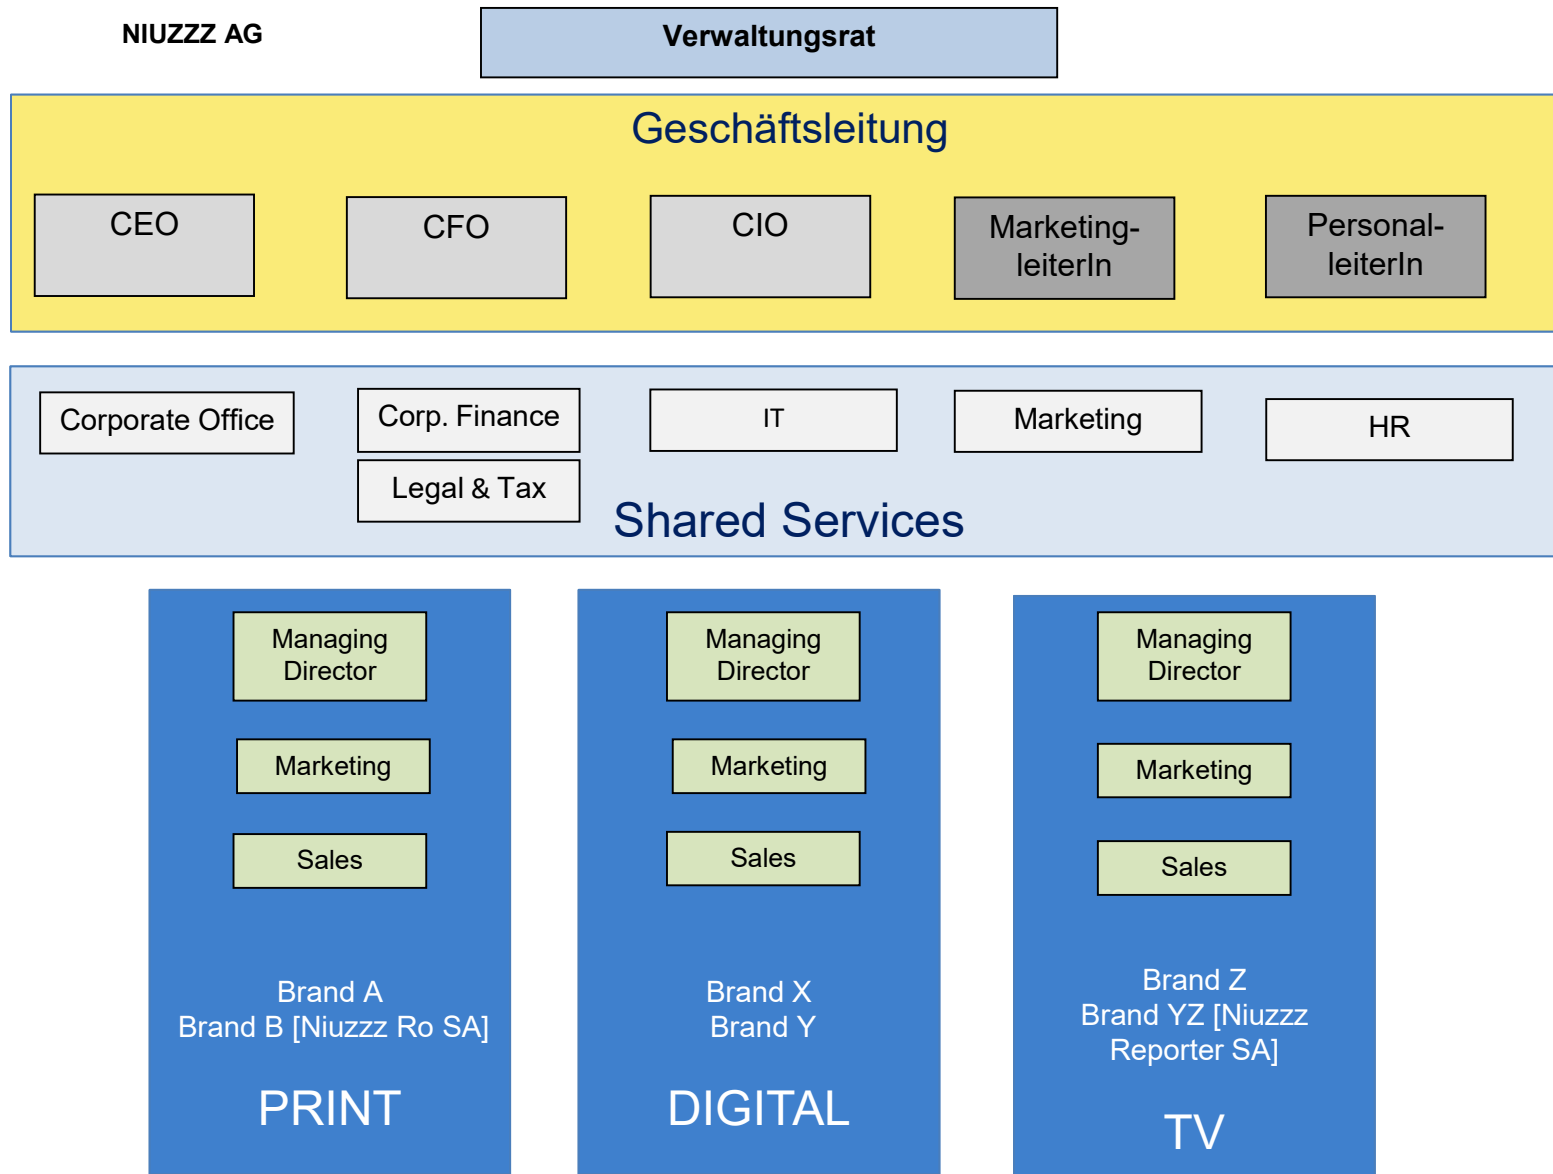 NIUZZZ AG
Verwaltungsrat
Geschäftsleitung
CEO
CFO
CIO
Marketing-
leiterIn
Personal-
leiterIn
Corporate Office
Corp. Finance
IT
Marketing
HR
Legal & Tax
Shared Services
Managing
Director
Marketing
Sales
Brand A
Brand B [Niuzzz Ro SA]
PRINT
Managing
Director
Marketing
Sales
Brand X
Brand Y
DIGITAL
Managing
Director
Marketing
Sales
Brand Z
Brand YZ [Niuzzz
Reporter SA]
TV